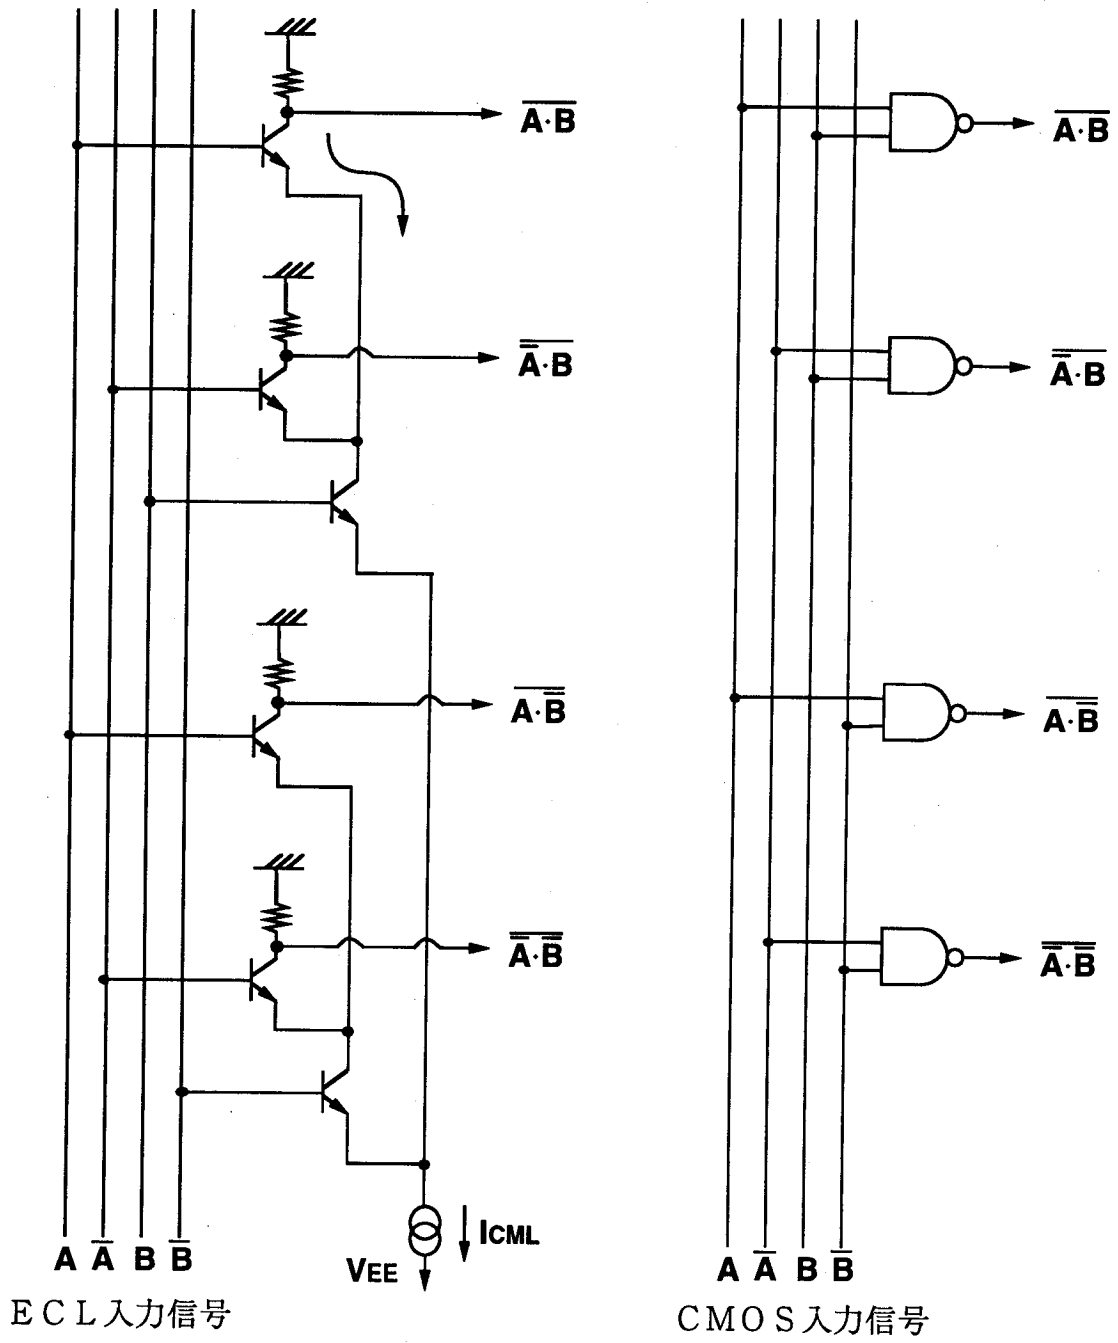 A̅·̅B̅
A̅·̅B̅
A̿·̅B̅
A̿·̅B̅
A̅·̅B̿
A̅·̅B̿
A̿·̅B̿
A̿·̅B̿
ICML
VEE
A A̅ B B̅
A A̅ B B̅
ECL入力信号
CMOS入力信号